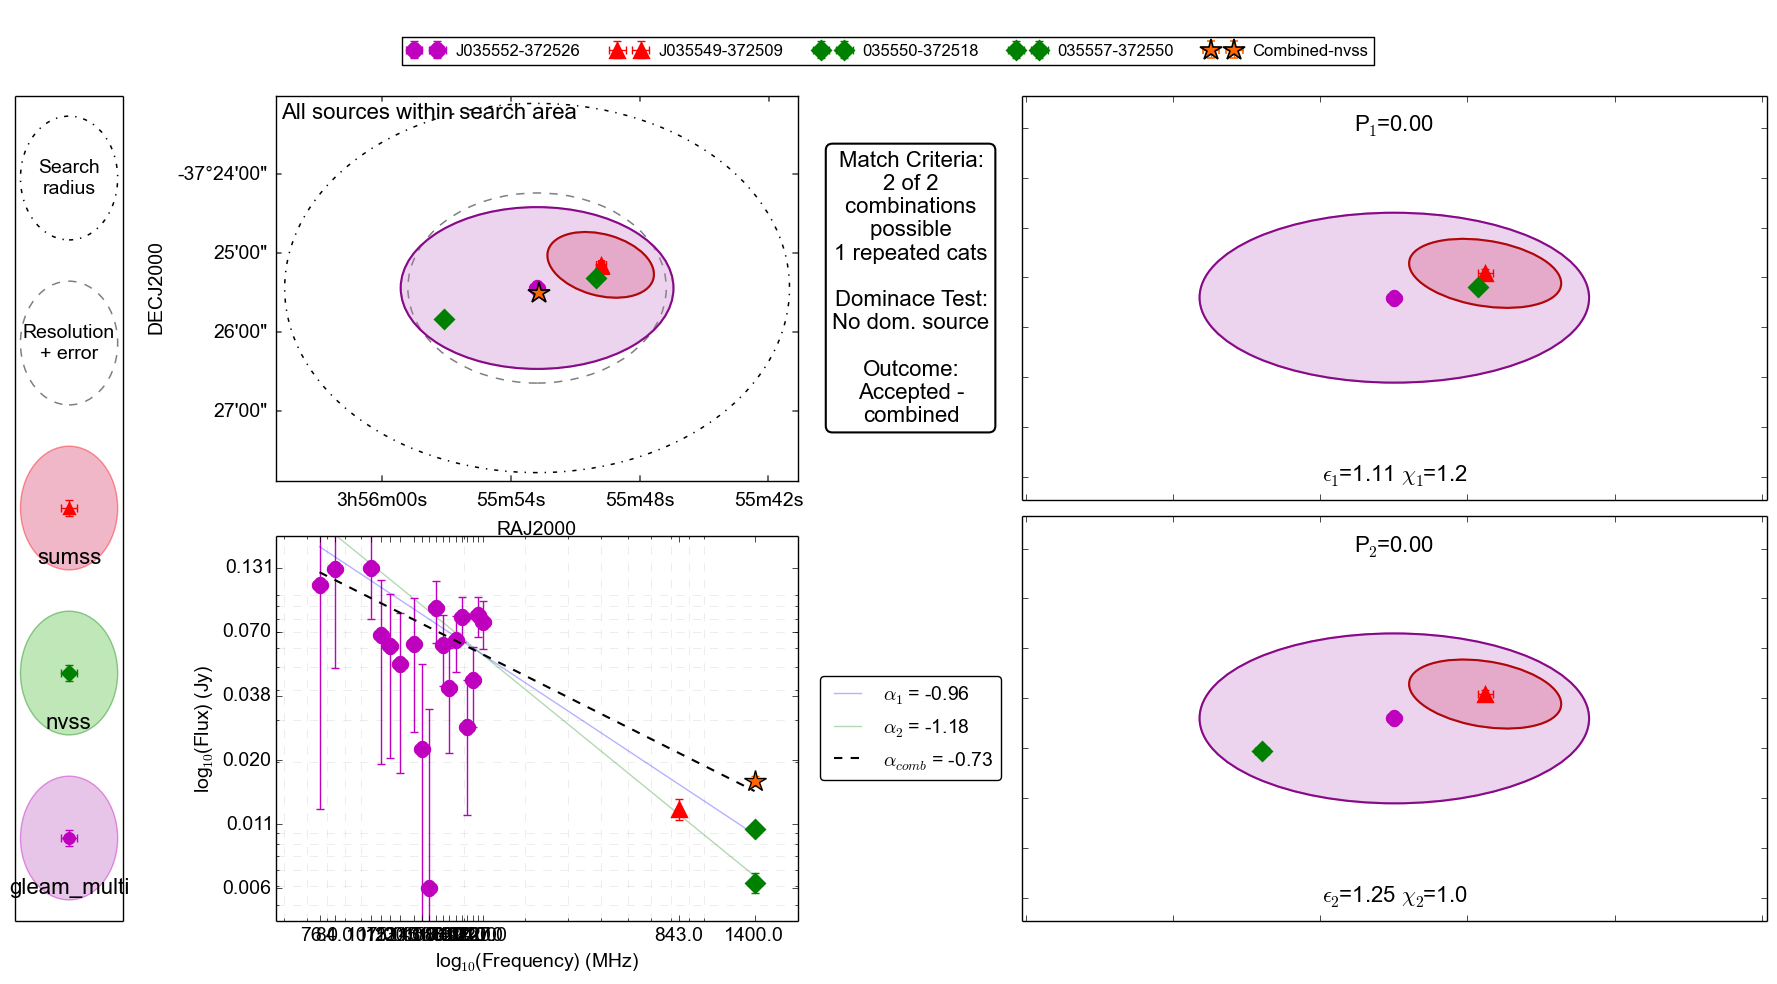 J035552-372526
J035549-372509
035550-372518
035557-372550
Combined-nvss
Search
radius
Resolution
+ error
sumss
nvss
gleam_multi
All sources within search area
DECJ2000
-37°24'00"
25'00"
26'00"
27'00"
3h56m00s
55m54s
55m48s
55m42s
RAJ2000
Match Criteria:
2 of 2
combinations
possible
1 repeated cats
Dominace Test:
No dom. source
Outcome:
Accepted -
combined
P1=0.00
ϵ1=1.11 χ1=1.2
P2=0.00
ϵ2=1.25 χ2=1.0
log10(Flux) (Jy)
0.131
0.070
0.038
0.020
0.011
0.006
843.0
1400.0
log10(Frequency) (MHz)
α1 = -0.96
α2 = -1.18
αcomb = -0.73